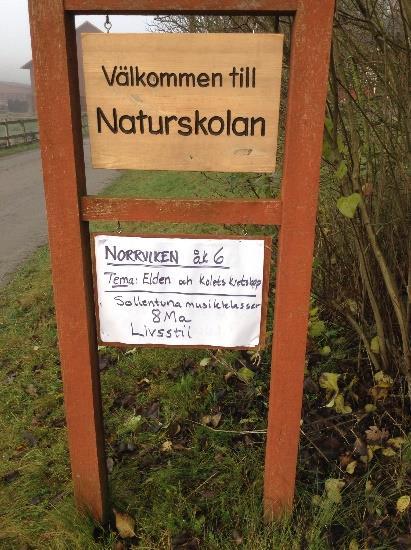 Välkommen till
Naturskolan
NORRVIKEN åk 6
Tema: Elden och Kolets kretslopp
Sollentuna musikklasser
8Ma
Livsstil